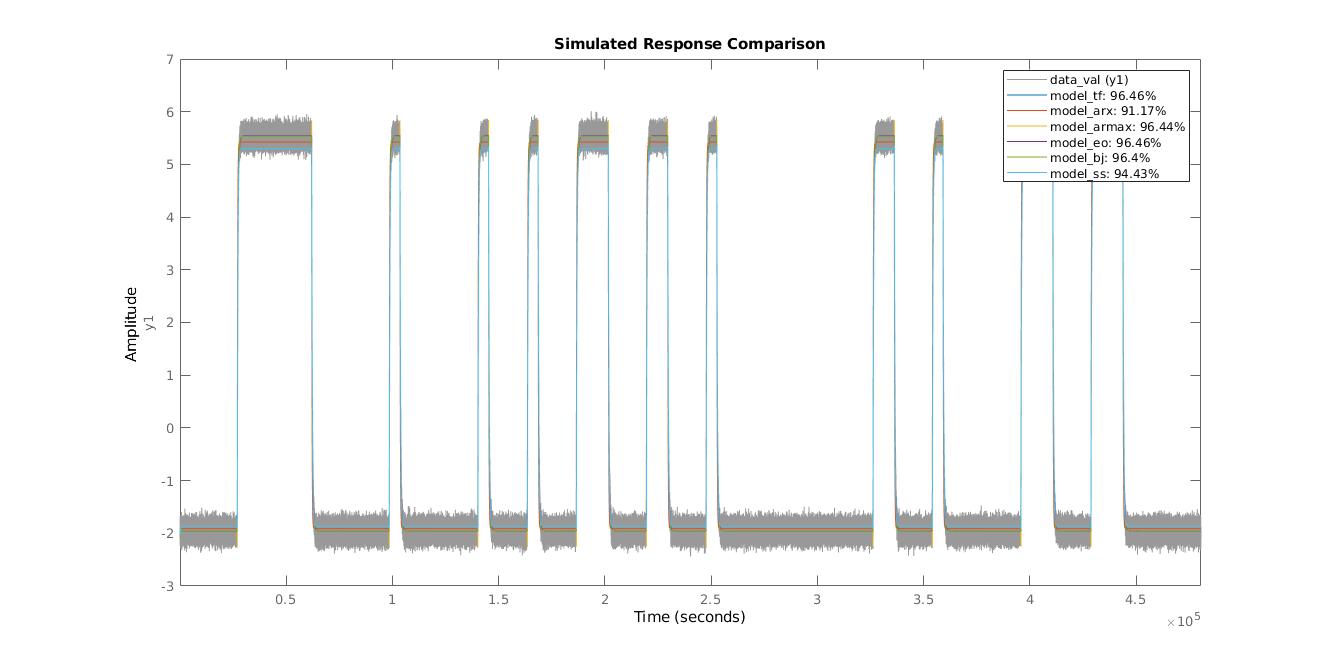 Simulated Response Comparison
7
6
5
4
3
2
1
0
-1
-2
-3
Amplitude
y1
data_val (y1)
model_tf: 96.46%
model_arx: 91.17%
model_armax: 96.44%
model_eo: 96.46%
model_bj: 96.4%
model_ss: 94.43%
0.5 1 1.5 2 2.5 3 3.5 4 4.5
Time (seconds)
×10^5